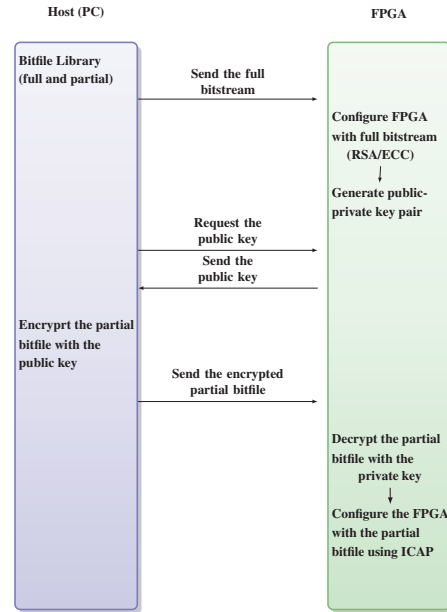 Host (PC)
FPGA
Bitfile Library
(full and partial)
Send the full
bitstream
Configure FPGA
with full bitstream
(RSA/ECC)
Generate public-
private key pair
Request the
public key
Send the
public key
Encryprt the partial
bitfile with the
public key
Send the encrypted
partial bitfile
Decrypt the partial
bitfile with the
private key
Configure the FPGA
with the partial
bitfile using ICAP